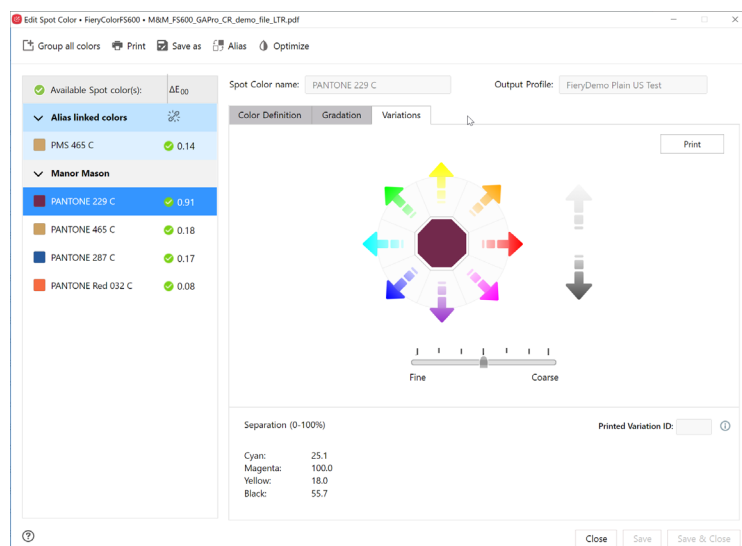 Edit Spot Color • FieryColorFS600 • M&M_FS600_GAPro_CR_demo_file_LTR.pdf
Group all colors Print Save as Alias Optimize
Available Spot color(s): ΔE00
Spot Color name: PANTONE 229 C Output Profile: FieryDemo Plain US Test
Alias linked colors
Color Definition Gradation Variations
PMS 465 C 0.14
Print
Manor Mason
PANTONE 229 C 0.91
PANTONE 465 C 0.18
PANTONE 287 C 0.17
PANTONE Red 032 C 0.08
Fine Coarse
Separation (0-100%)
Printed Variation ID:
Cyan: 25.1
Magenta: 100.0
Yellow: 18.0
Black: 55.7
Close Save Save & Close